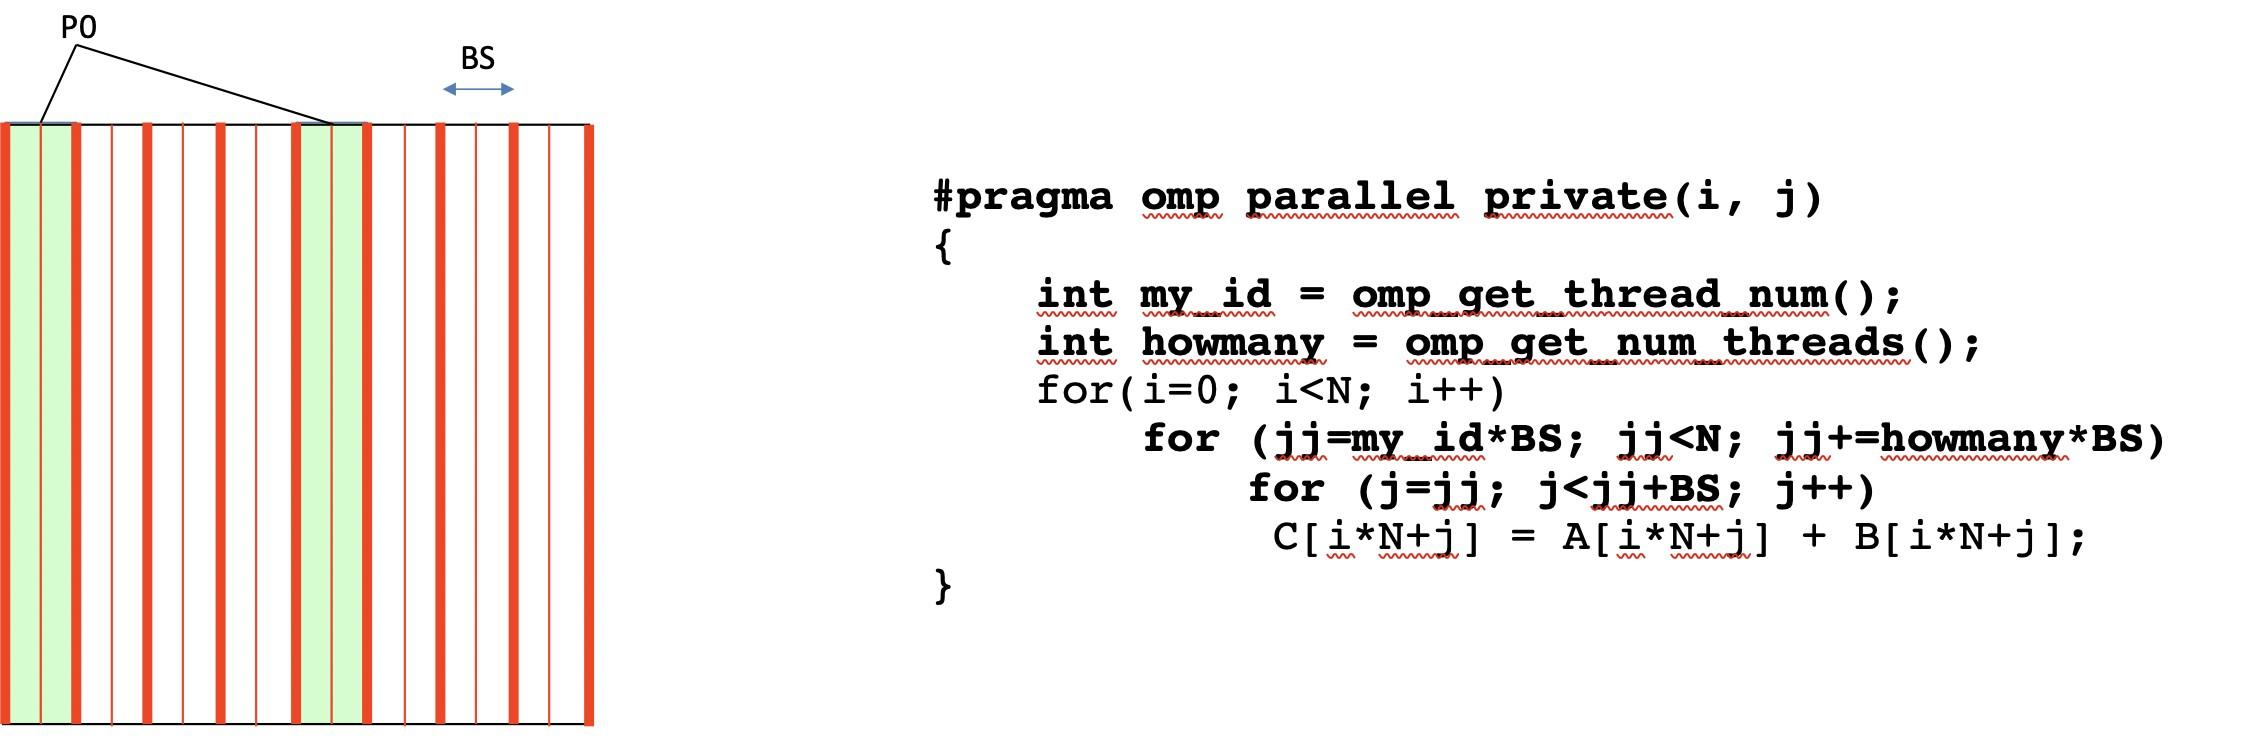 P0
BS
#pragma omp parallel private(i, j)
{
int my_id = omp_get_thread_num();
int howmany = omp_get_num_threads();
for(i=0; i<N; i++)
for (jj=my_id*BS; jj<N; jj+=howmany*BS)
for (j=jj; j<jj+BS; j++)
C[i*N+j] = A[i*N+j] + B[i*N+j];
}